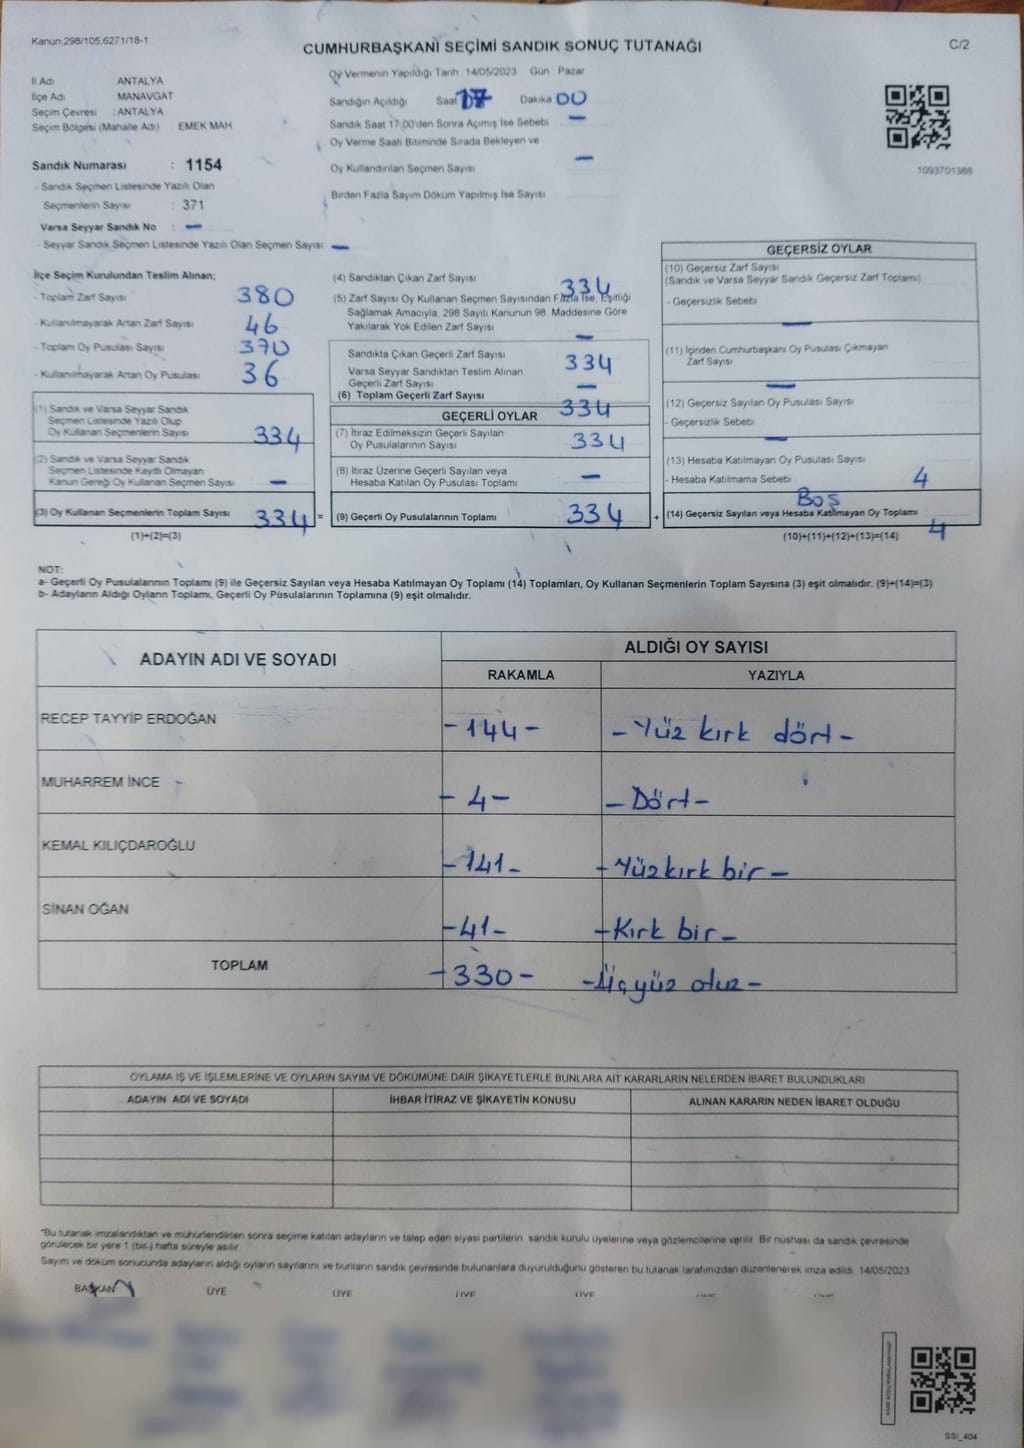 Kanun:298/105,6271/18-1
CUMHURBAŞKANI SEÇİMİ SANDIK SONUÇ TUTANAĞI
C/2
İl Adı ANTALYA
İlçe Adı MANAVGAT
Seçim Çevresi : ANTALYA
Seçim Bölgesi (Mahalle Adı) EMEK MAH
Oy Vermenin Yapıldığı Tarih 14/05/2023 Gün Pazar
Sandığın Açıldığı Saat 17 Dakika 00
Sandık Saat 17.00'den Sonra Açımış İse Sebebi —
Oy Verme Saati Bitiminde Sırada Bekleyen ve
Oy Kullandırılan Seçmen Sayısı —
Birden Fazla Sayım Döküm Yapılmış İse Sayısı
1093701388
Sandık Numarası : 1154
- Sandık Seçmen Listesinde Yazılı Olan
Seçmenlerin Sayısı : 371
Varsa Seyyar Sandık No : —
- Seyyar Sandık Seçmen Listesinde Yazılı Olan Seçmen Sayısı: —
İlçe Seçim Kurulundan Teslim Alınan;
- Toplam Zarf Sayısı 380
- Kullanılmayarak Artan Zarf Sayısı 46
- Toplam Oy Pusulası Sayısı 370
- Kullanılmayarak Artan Oy Pusulası 36
(1) Sandık ve Varsa Seyyar Sandık
Seçmen Listesinde Yazılı Olup
Oy Kullanan Seçmenlerin Sayısı 334
(2) Sandık ve Varsa Seyyar Sandık
Seçmen Listesinde Kayıtlı Olmayan
Kanun Gereği Oy Kullanan Seçmen Sayısı —
(3) Oy Kullanan Seçmenlerin Toplam Sayısı 334 =
(1)+(2)=(3)
(4) Sandıktan Çıkan Zarf Sayısı 334
(5) Zarf Sayısı Oy Kullanan Seçmen Sayısından Fazla İse, Eşitliği
Sağlamak Amacıyla, 298 Sayılı Kanunun 98. Maddesine Göre
Yakılarak Yok Edilen Zarf Sayısı —
Sandıkta Çıkan Geçerli Zarf Sayısı 334
Varsa Seyyar Sandıktan Teslim Alınan
Geçerli Zarf Sayısı —
(6) Toplam Geçerli Zarf Sayısı 334
GEÇERLİ OYLAR
(7) İtiraz Edilmeksizin Geçerli Sayılan
Oy Pusulalarının Sayısı 334
(8) İtiraz Üzerine Geçerli Sayılan veya
Hesaba Katılan Oy Pusulası Toplamı —
(9) Geçerli Oy Pusulalarının Toplamı 334 +
GEÇERSİZ OYLAR
(10) Geçersiz Zarf Sayısı
(Sandık ve Varsa Seyyar Sandık Geçersiz Zarf Toplamı)
- Geçersizlik Sebebi
—
(11) İçinden Cumhurbaşkanı Oy Pusulası Çıkmayan
Zarf Sayısı
—
(12) Geçersiz Sayılan Oy Pusulası Sayısı
- Geçersizlik Sebebi
—
(13) Hesaba Katılmayan Oy Pusulası Sayısı
- Hesaba Katılmama Sebebi 4
Boş
(14) Geçersiz Sayılan veya Hesaba Katılmayan Oy Toplamı 4
(10)+(11)+(12)+(13)=(14)
NOT:
a- Geçerli Oy Pusulalarının Toplamı (9) ile Geçersiz Sayılan veya Hesaba Katılmayan Oy Toplamı (14) Toplamları, Oy Kullanan Seçmenlerin Toplam Sayısına (3) eşit olmalıdır. (9)+(14)=(3)
b- Adayların Aldığı Oyların Toplamı, Geçerli Oy Pusulalarının Toplamına (9) eşit olmalıdır.
ADAYIN ADI VE SOYADI ALDIĞI OY SAYISI
RAKAMLA YAZIYLA
RECEP TAYYİP ERDOĞAN -144- -Yüz kırk dört-
MUHARREM İNCE -4- -Dört-
KEMAL KILIÇDAROĞLU -141- -Yüzkırk bir-
SİNAN OĞAN -41- -Kırk bir-
TOPLAM -330- -Üçyüz otuz-
OYLAMA İŞ VE İŞLEMLERİNE VE OYLARIN SAYIM VE DÖKÜMÜNE DAİR ŞİKAYETLERLE BUNLARA AİT KARARLARIN NELERDEN İBARET BULUNDUKLARI
ADAYIN ADI VE SOYADI İHBAR İTİRAZ VE ŞİKAYETİN KONUSU ALINAN KARARIN NEDEN İBARET OLDUĞU
"Bu tutanak imzalandıktan ve mühürlendikten sonra seçime katılan adayların ve talep eden siyasi partilerin sandık kurulu üyelerine veya gözlemcilerine verilir. Bir nüshası da sandık çevresinde
görülecek bir yere 1 (bir) hafta süreyle asılır
Sayım ve döküm sonucunda adayların aldığı oyların sayılarını ve bunların sandık çevresinde bulunanlara duyurulduğunu gösteren bu tutanak tarafımızdan düzenlenerek imza edildi. 14/05/2023
BAŞKAN ÜYE ÜYE ÜYE ÜYE
SSİ_404